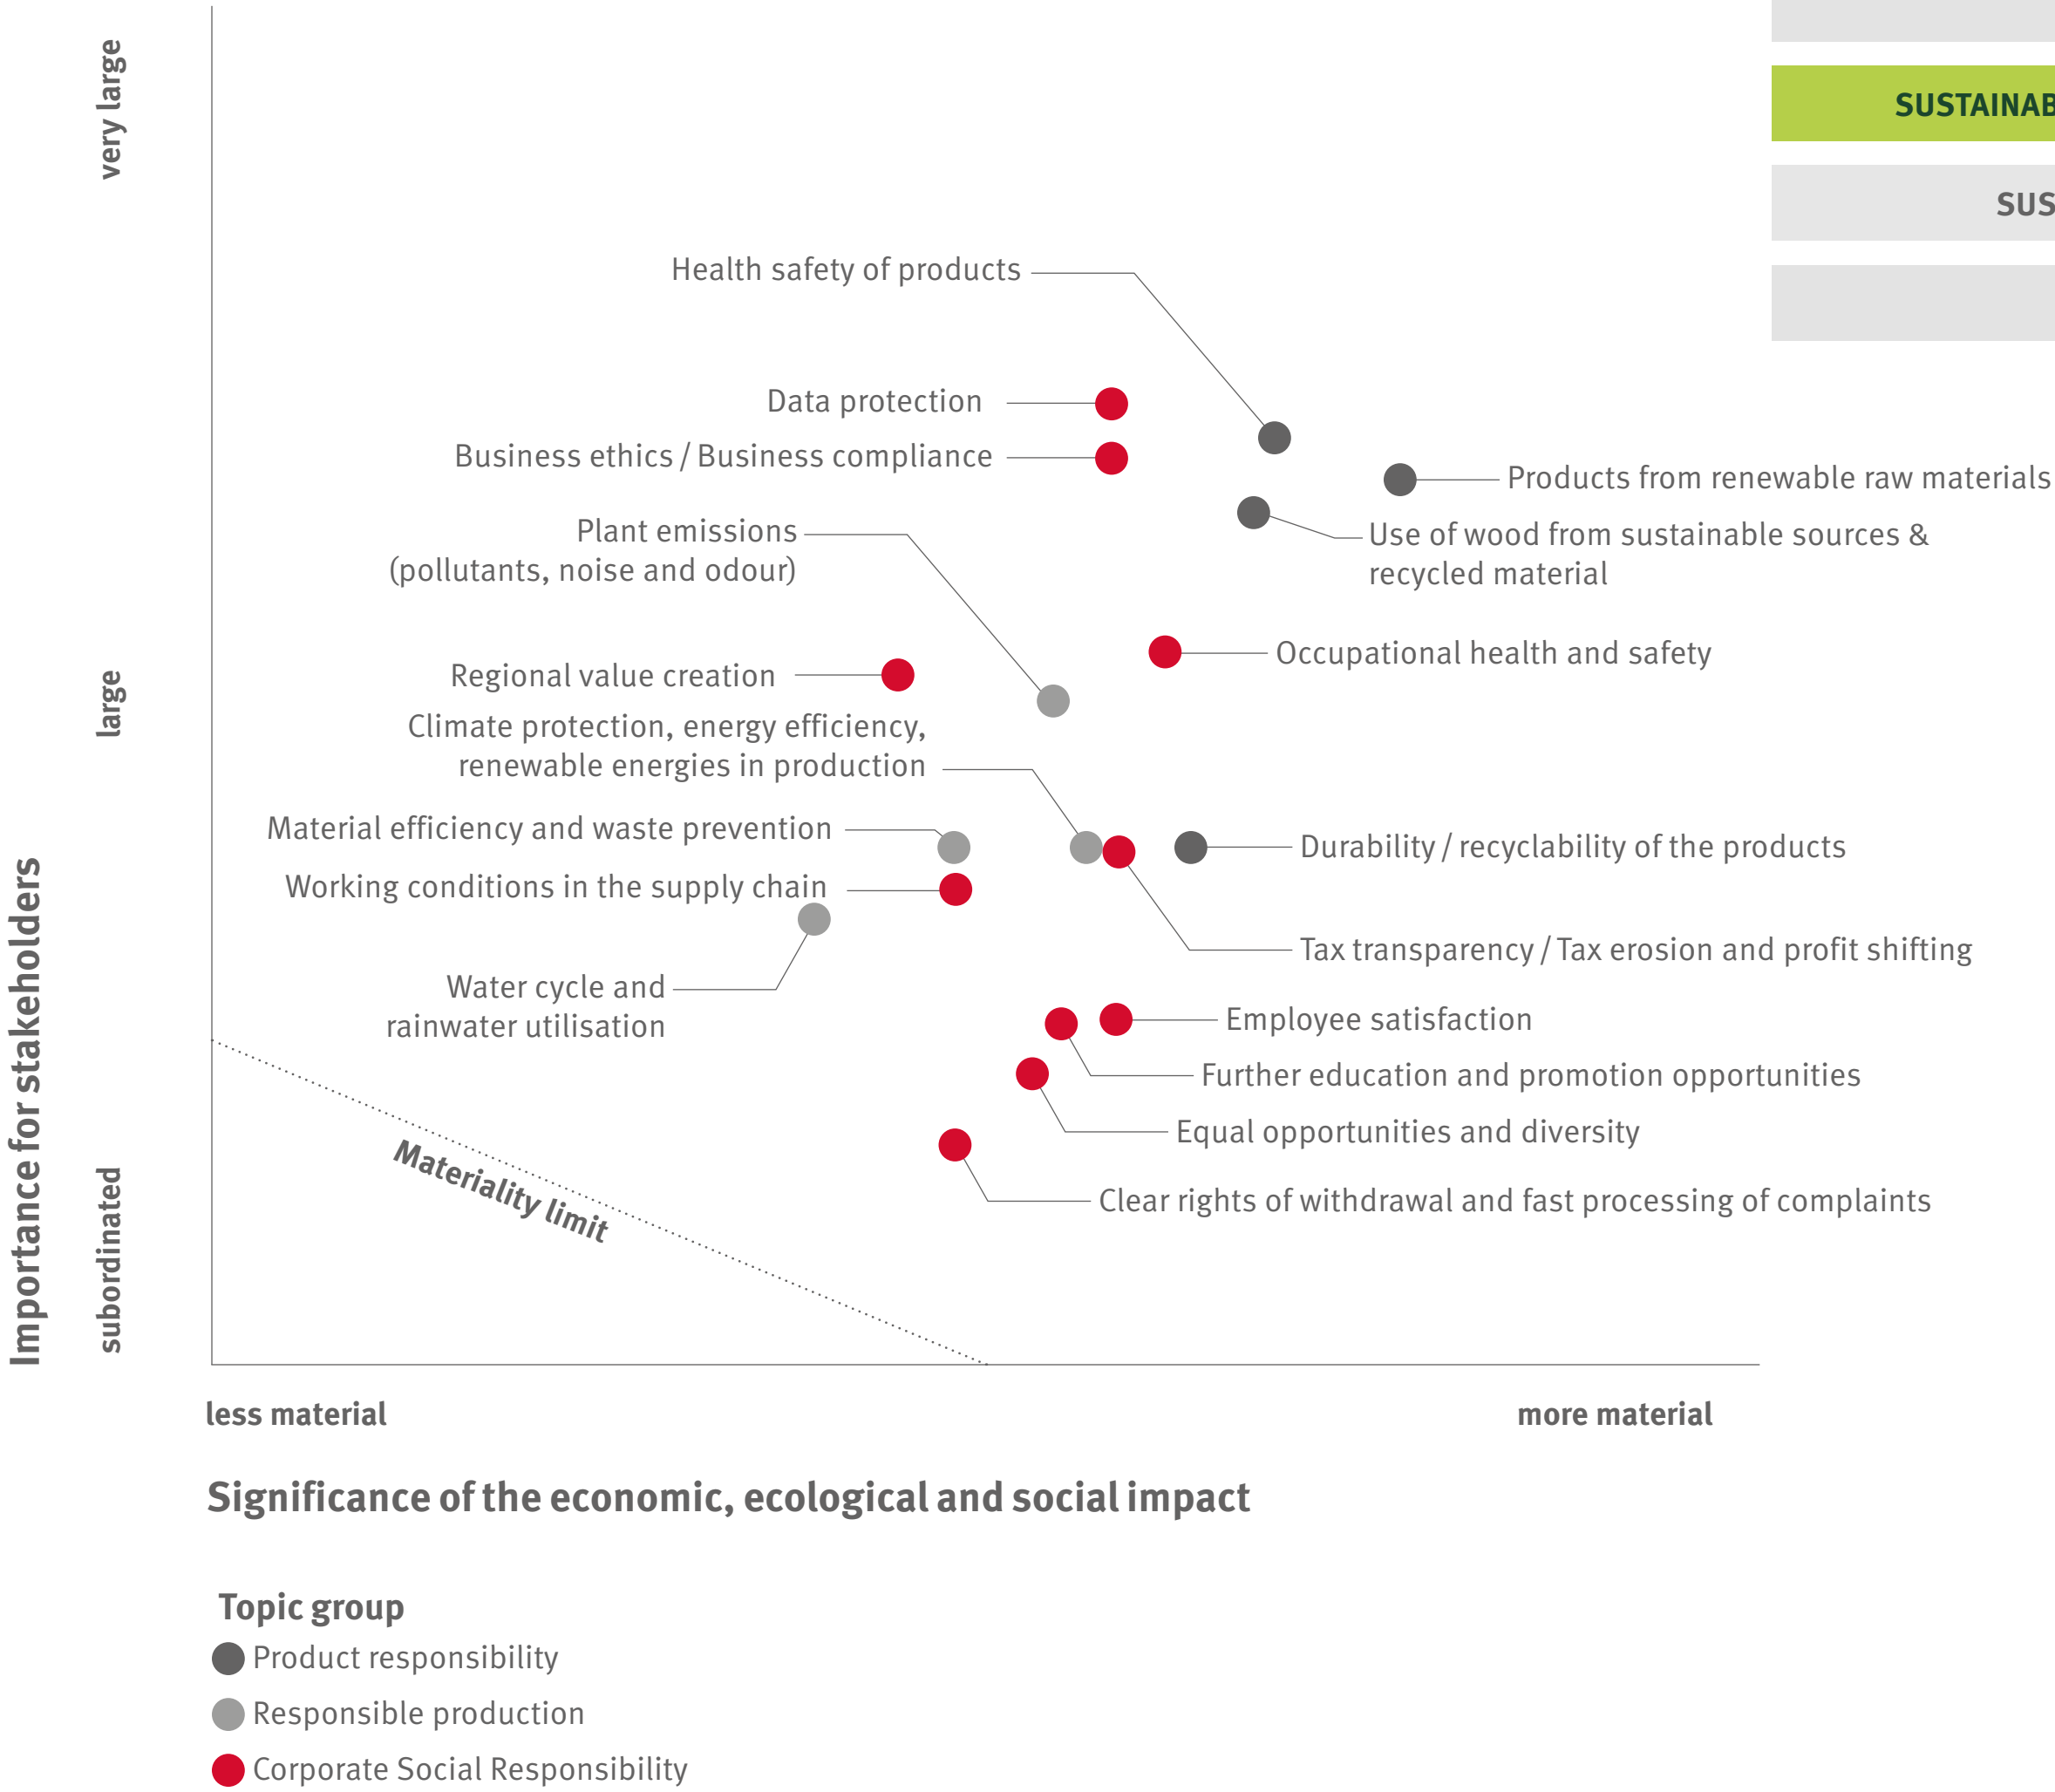 very large
large
subordinated
Importance for stakeholders
SUSTAINAB
SUS
Health safety of products
Data protection
Business ethics / Business compliance
Products from renewable raw materials
Plant emissions
(pollutants, noise and odour)
Use of wood from sustainable sources &
recycled material
Occupational health and safety
Regional value creation
Climate protection, energy efficiency,
renewable energies in production
Material efficiency and waste prevention
Durability / recyclability of the products
Working conditions in the supply chain
Tax transparency / Tax erosion and profit shifting
Water cycle and
rainwater utilisation
Employee satisfaction
Further education and promotion opportunities
Equal opportunities and diversity
Clear rights of withdrawal and fast processing of complaints
Materiality limit
less material
more material
Significance of the economic, ecological and social impact
Topic group
Product responsibility
Responsible production
Corporate Social Responsibility